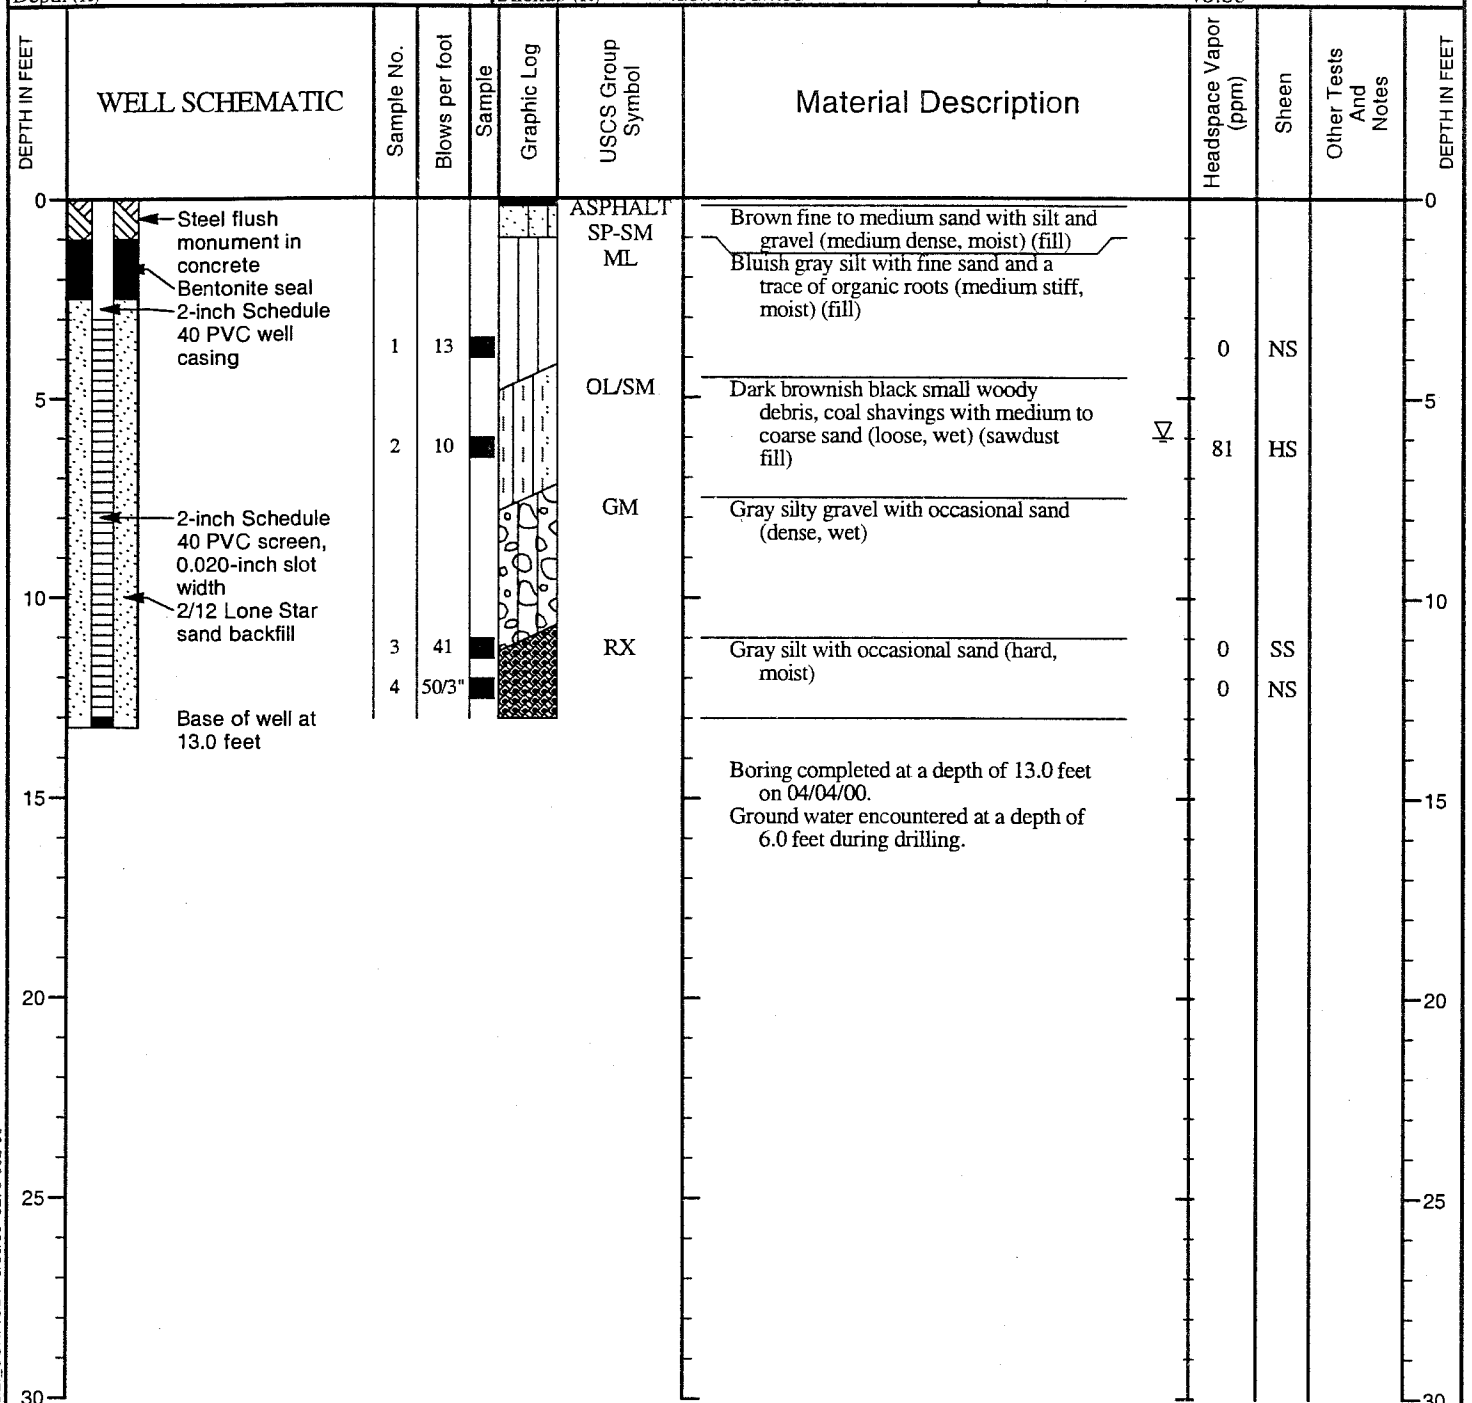 DEPTH IN FEET
WELL SCHEMATIC
Sample No.
Blows per foot
Sample
Graphic Log
USCS Group
Symbol
Material Description
Headspace Vapor
(ppm)
Sheen
Other Tests
And
Notes
DEPTH IN FEET
0
5
10
15
20
25
30
Steel flush
monument in
concrete
Bentonite seal
2-inch Schedule
40 PVC well
casing
2-inch Schedule
40 PVC screen,
0.020-inch slot
width
2/12 Lone Star
sand backfill
Base of well at
13.0 feet
1 13
2 10
3 41
4 50/3"
ASPHALT
SP-SM
ML
OL/SM
GM
RX
Brown fine to medium sand with silt and
gravel (medium dense, moist) (fill)
Bluish gray silt with fine sand and a
trace of organic roots (medium stiff,
moist) (fill)
Dark brownish black small woody
debris, coal shavings with medium to
coarse sand (loose, wet) (sawdust
fill)
Gray silty gravel with occasional sand
(dense, wet)
Gray silt with occasional sand (hard,
moist)
Boring completed at a depth of 13.0 feet
on 04/04/00.
Ground water encountered at a depth of
6.0 feet during drilling.
0 NS
81 HS
0 SS
0 NS
0
5
10
15
20
25
30